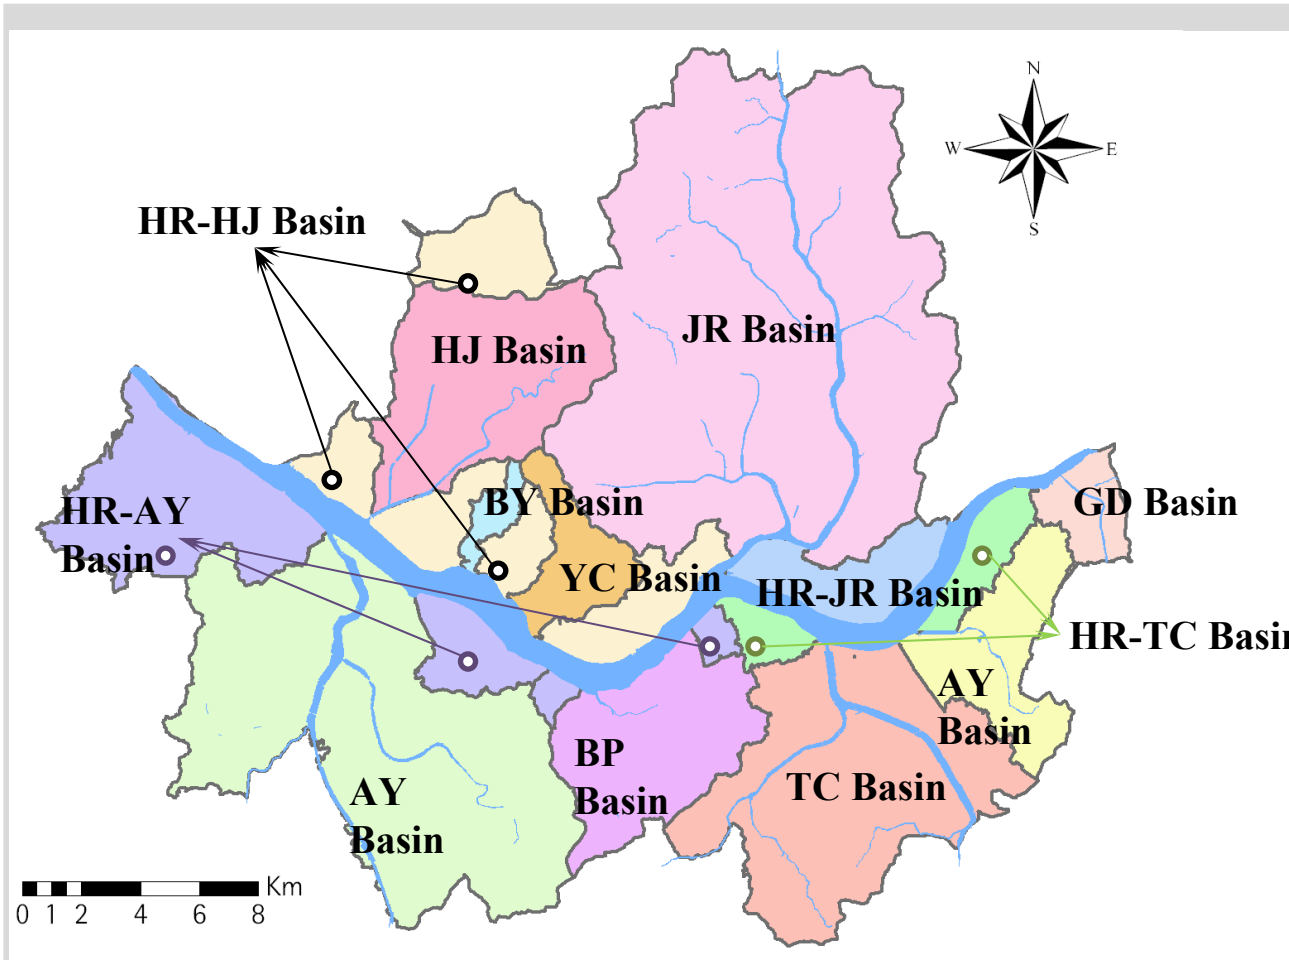 N
W E
S
HR-HJ Basin
JR Basin
HJ Basin
BY Basin
GD Basin
HR-AY
Basin
YC Basin
HR-JR Basin
HR-TC Basin
AY
Basin
BP
Basin
TC Basin
AY
Basin
Km
0 1 2 4 6 8